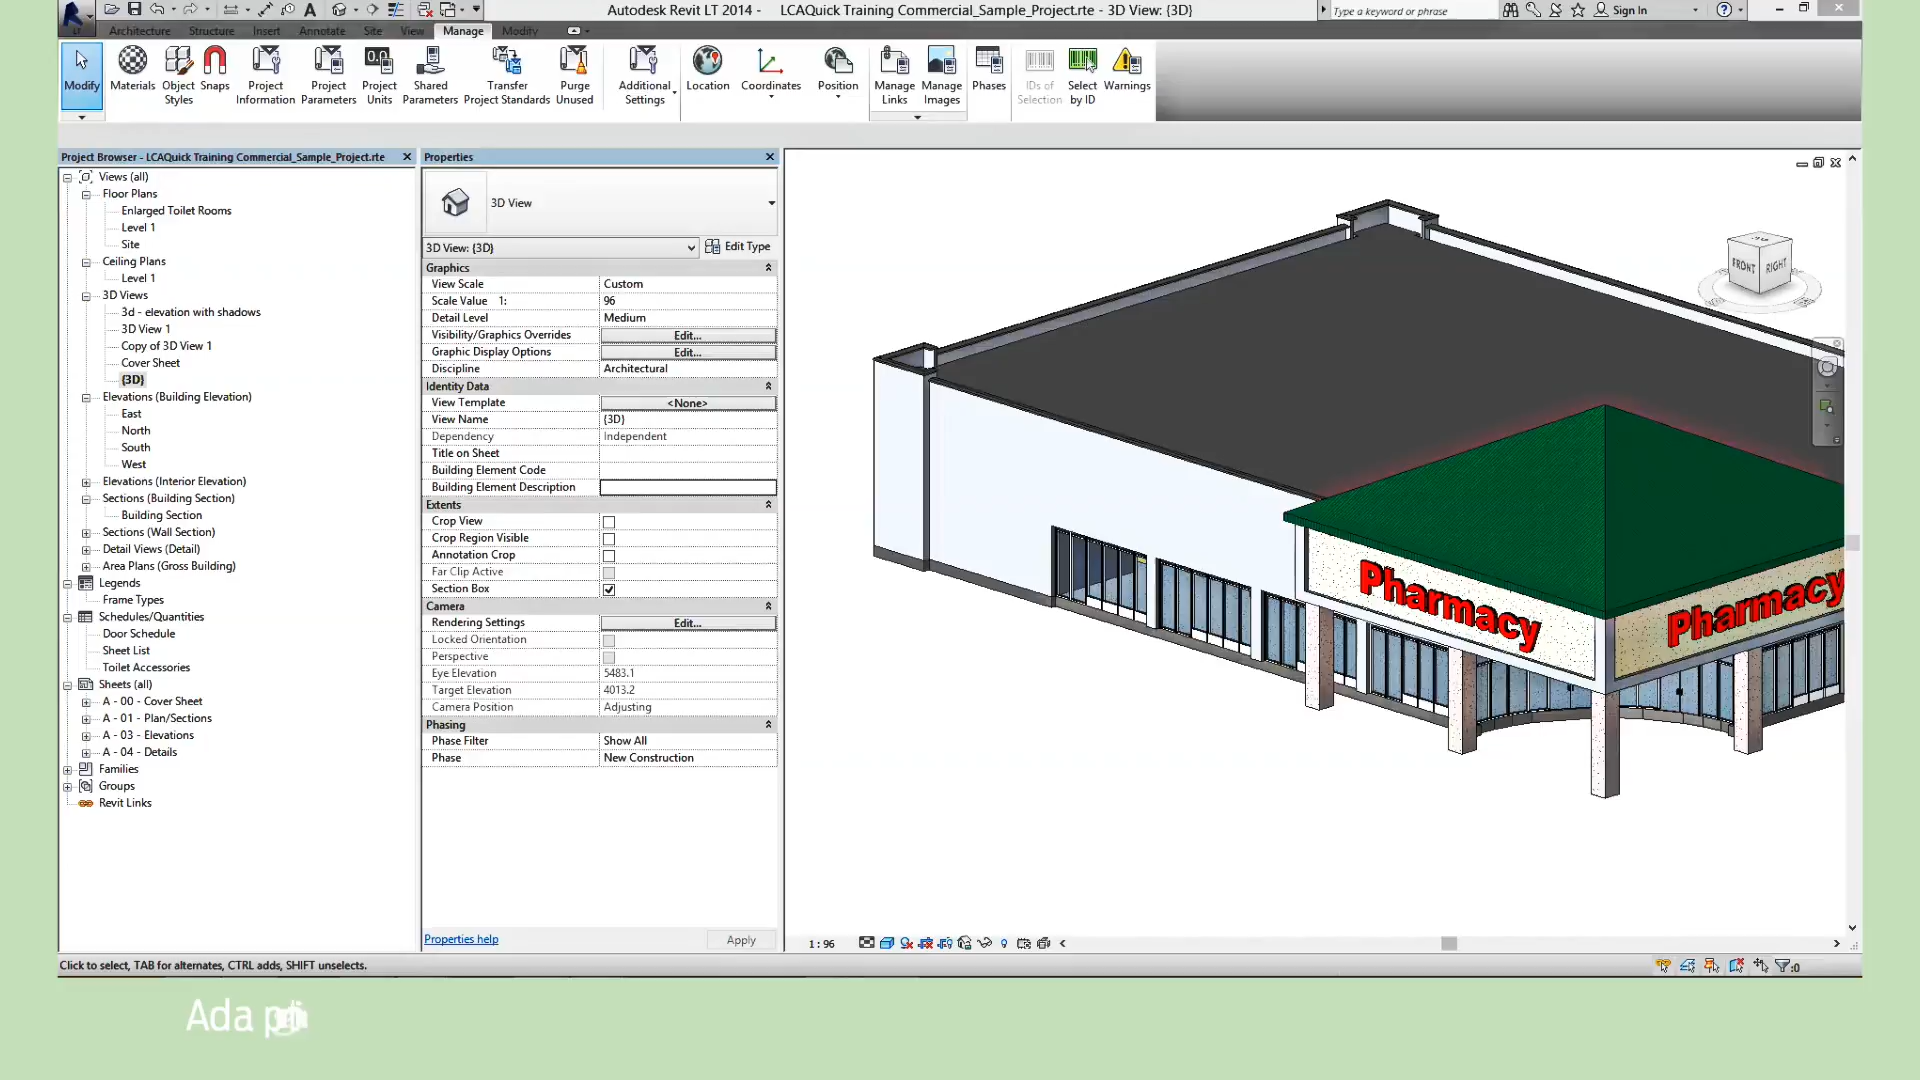 Autodesk Revit LT 2014 - LCAQuick Training Commercial_Sample_Project.rte - 3D View: {3D}
Type a keyword or phrase
Sign In
Architecture Structure Insert Annotate Site View Manage Modify
Modify
Materials
Object Styles
Snaps
Project Information
Project Parameters
Project Units
Shared Parameters
Transfer Project Standards
Purge Unused
Additional Settings
Location
Coordinates
Position
Manage Links
Manage Images
Phases
IDs of Selection
Select by ID
Warnings
Project Browser - LCAQuick Training Commercial_Sample_Project.rte
Views (all)
Floor Plans
Enlarged Toilet Rooms
Level 1
Site
Ceiling Plans
Level 1
3D Views
3d - elevation with shadows
3D View 1
Copy of 3D View 1
Cover Sheet
{3D}
Elevations (Building Elevation)
East
North
South
West
Elevations (Interior Elevation)
Sections (Building Section)
Building Section
Sections (Wall Section)
Detail Views (Detail)
Area Plans (Gross Building)
Legends
Frame Types
Schedules/Quantities
Door Schedule
Sheet List
Toilet Accessories
Sheets (all)
A - 00 - Cover Sheet
A - 01 - Plan/Sections
A - 03 - Elevations
A - 04 - Details
Families
Groups
Revit Links
Properties
3D View
3D View: {3D}
Edit Type
Graphics
View Scale Custom
Scale Value 1: 96
Detail Level Medium
Visibility/Graphics Overrides Edit...
Graphic Display Options Edit...
Discipline Architectural
Identity Data
View Template <None>
View Name {3D}
Dependency Independent
Title on Sheet
Building Element Code
Building Element Description
Extents
Crop View
Crop Region Visible
Annotation Crop
Far Clip Active
Section Box
Camera
Rendering Settings Edit...
Locked Orientation
Perspective
Eye Elevation 5483.1
Target Elevation 4013.2
Camera Position Adjusting
Phasing
Phase Filter Show All
Phase New Construction
Properties help
Apply
FRONT RIGHT
Pharmacy
Pharmacy
1 : 96
Click to select, TAB for alternates, CTRL adds, SHIFT unselects.
:0
Ada